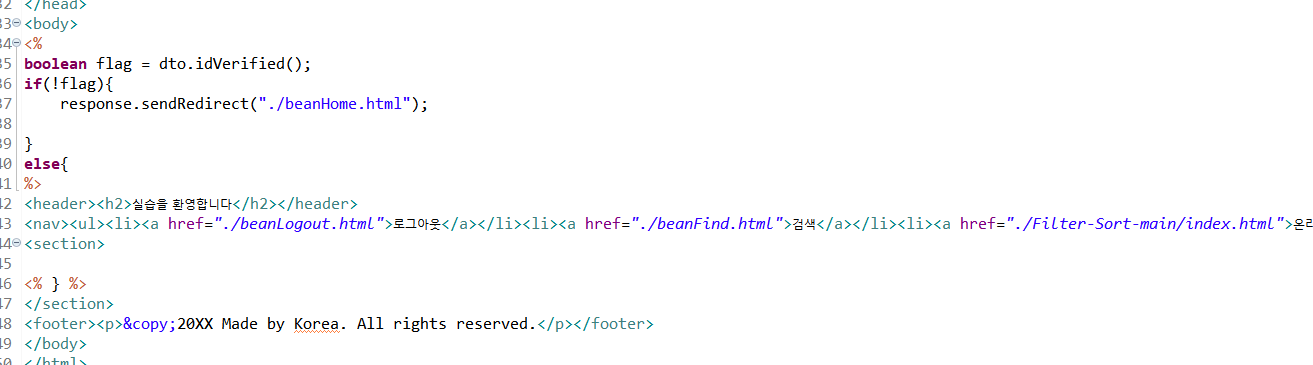 32 </head>
33 <body>
34 <%
35 boolean flag = dto.idVerified();
36 if(!flag){
37     response.sendRedirect("./beanHome.html");
38
39 }
40 else{
41 %>
42 <header><h2>실습을 환영합니다</h2></header>
43 <nav><ul><li><a href="./beanLogout.html">로그아웃</a></li><li><a href="./beanFind.html">검색</a></li><li><a href="./Filter-Sort-main/index.html">온라
44 <section>
45
46 <% } %>
47 </section>
48 <footer><p>&copy;20XX Made by Korea. All rights reserved.</p></footer>
49 </body>
50 </html>